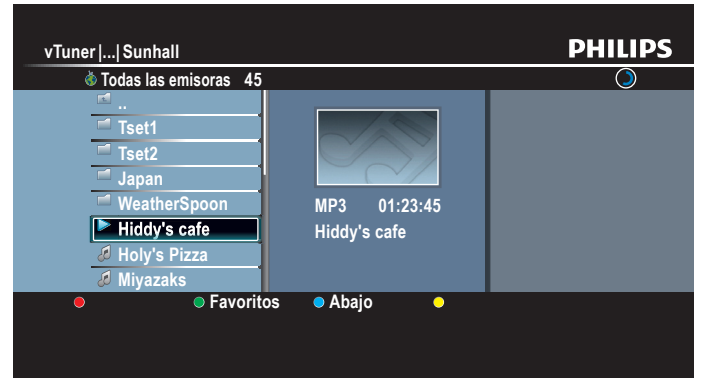 vTuner|...| Sunhall
PHILIPS
Todas las emisoras 45
..
Tset1
Tset2
Japan
WeatherSpoon
Hiddy's cafe
Holy's Pizza
Miyazaks
MP3 01:23:45
Hiddy's cafe
Favoritos Abajo